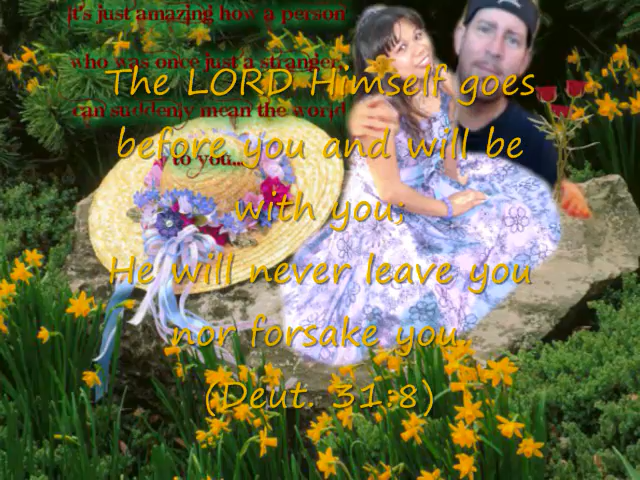 it's just amazing how a person
who was once just a stranger,
can suddenly mean the world
to you...
The LORD Himself goes
before you and will be
with you;
He will never leave you
nor forsake you.
(Deut. 31:8)